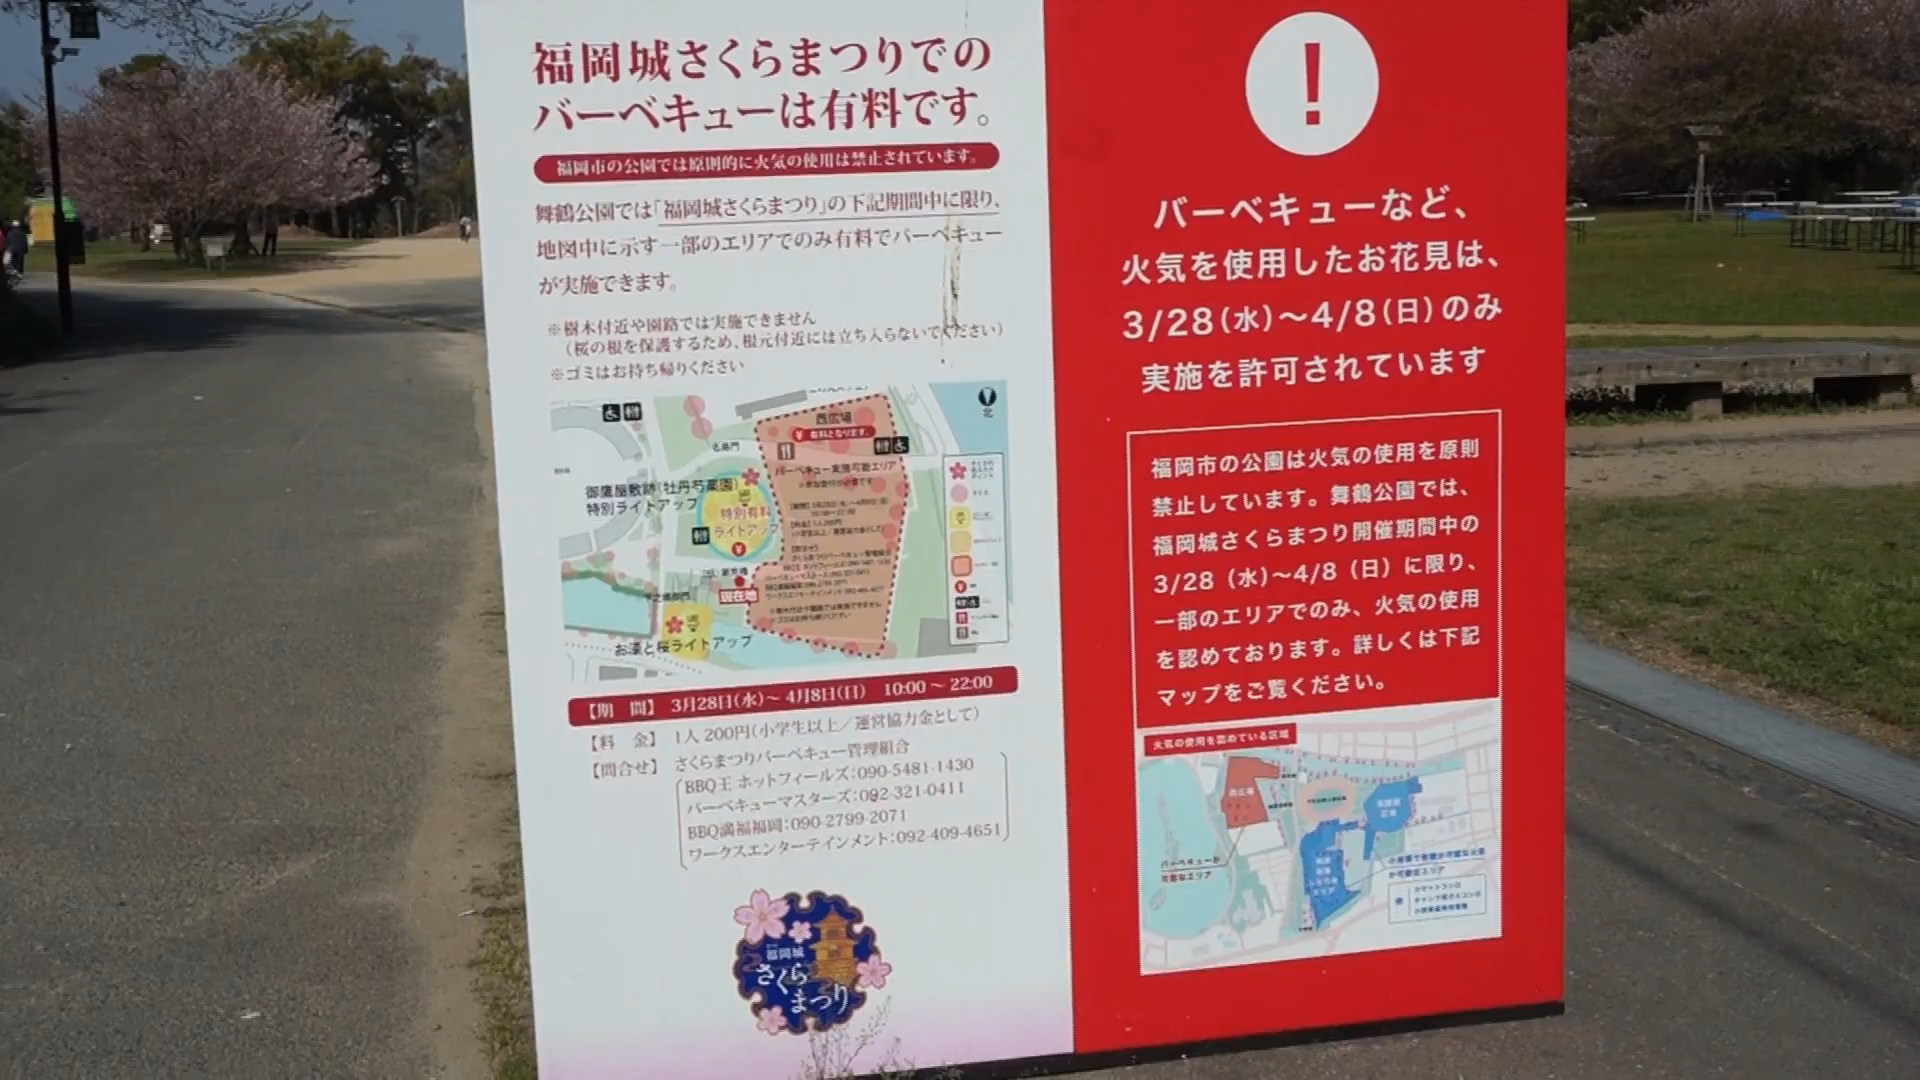 福岡城さくらまつりでの
バーベキューは有料です。
福岡市の公園では原則的に火気の使用は禁止されています。
舞鶴公園では「福岡城さくらまつり」の下記期間中に限り、
地図中に示す一部のエリアでのみ有料でバーベキュー
が実施できます。
※樹木付近や園路では実施できません
（桜の根を保護するため、根元付近には立ち入らないでください）
※ゴミはお持ち帰りください
北
西広場
¥ 有料となります。
名島門
バーベキュー実施可能エリア
御鷹屋敷跡（牡丹芍薬園）
特別ライトアップ
特別有料
ライトアップ
¥
現在地
お濠と桜ライトアップ
【期　間】 3月28日（水）～4月8日（日） 10:00～22:00
【料　金】 1人200円（小学生以上／運営協力金として）
【問合せ】 さくらまつりバーベキュー管理組合
BBQ王 ホットフィールズ：090-5481-1430
バーベキューマスターズ：092-321-0411
BBQ満福福岡：090-2799-2071
ワークスエンターテインメント：092-409-4651
福岡城
さくら
まつり
!
バーベキューなど、
火気を使用したお花見は、
3/28（水）～4/8（日）のみ
実施を許可されています
福岡市の公園は火気の使用を原則
禁止しています。舞鶴公園では、
福岡城さくらまつり開催期間中の
3/28（水）～4/8（日）に限り、
一部のエリアでのみ、火気の使用
を認めております。詳しくは下記
マップをご覧ください。
火気の使用を認めている区域
西広場
バーベキューが
可能なエリア